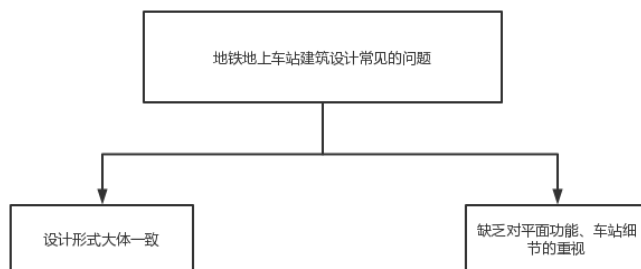 地铁地上车站建筑设计常见的问题
设计形式大体一致
缺乏对平面功能、车站细
节的重视